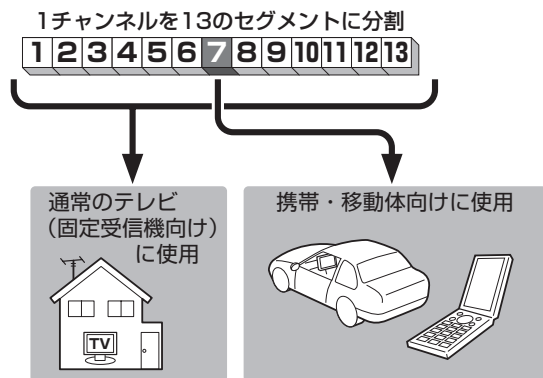 1チャンネルを13のセグメントに分割
1 2 3 4 5 6 7 8 9 10 11 12 13
通常のテレビ
（固定受信機向け）
に使用
携帯・移動体向けに使用
TV